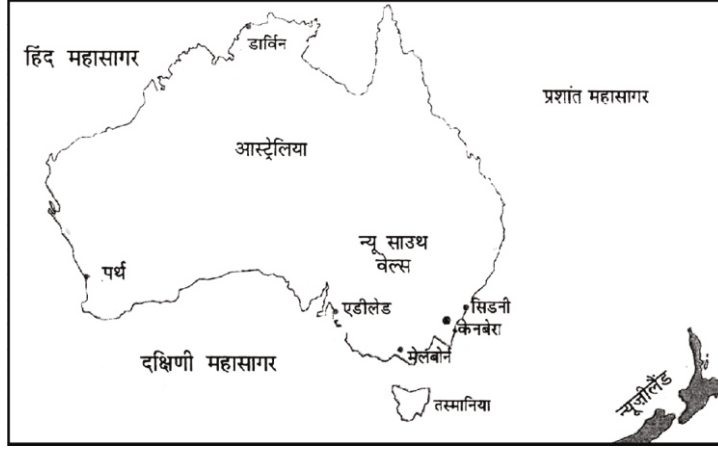 डार्विन
हिंद महासागर
प्रशांत महासागर
आस्ट्रेलिया
न्यू साउथ
वेल्स
पर्थ
एडीलेड
सिडनी
केनबेरा
मेलबोर्न
दक्षिणी महासागर
न्यूज़ीलैंड
तस्मानिया